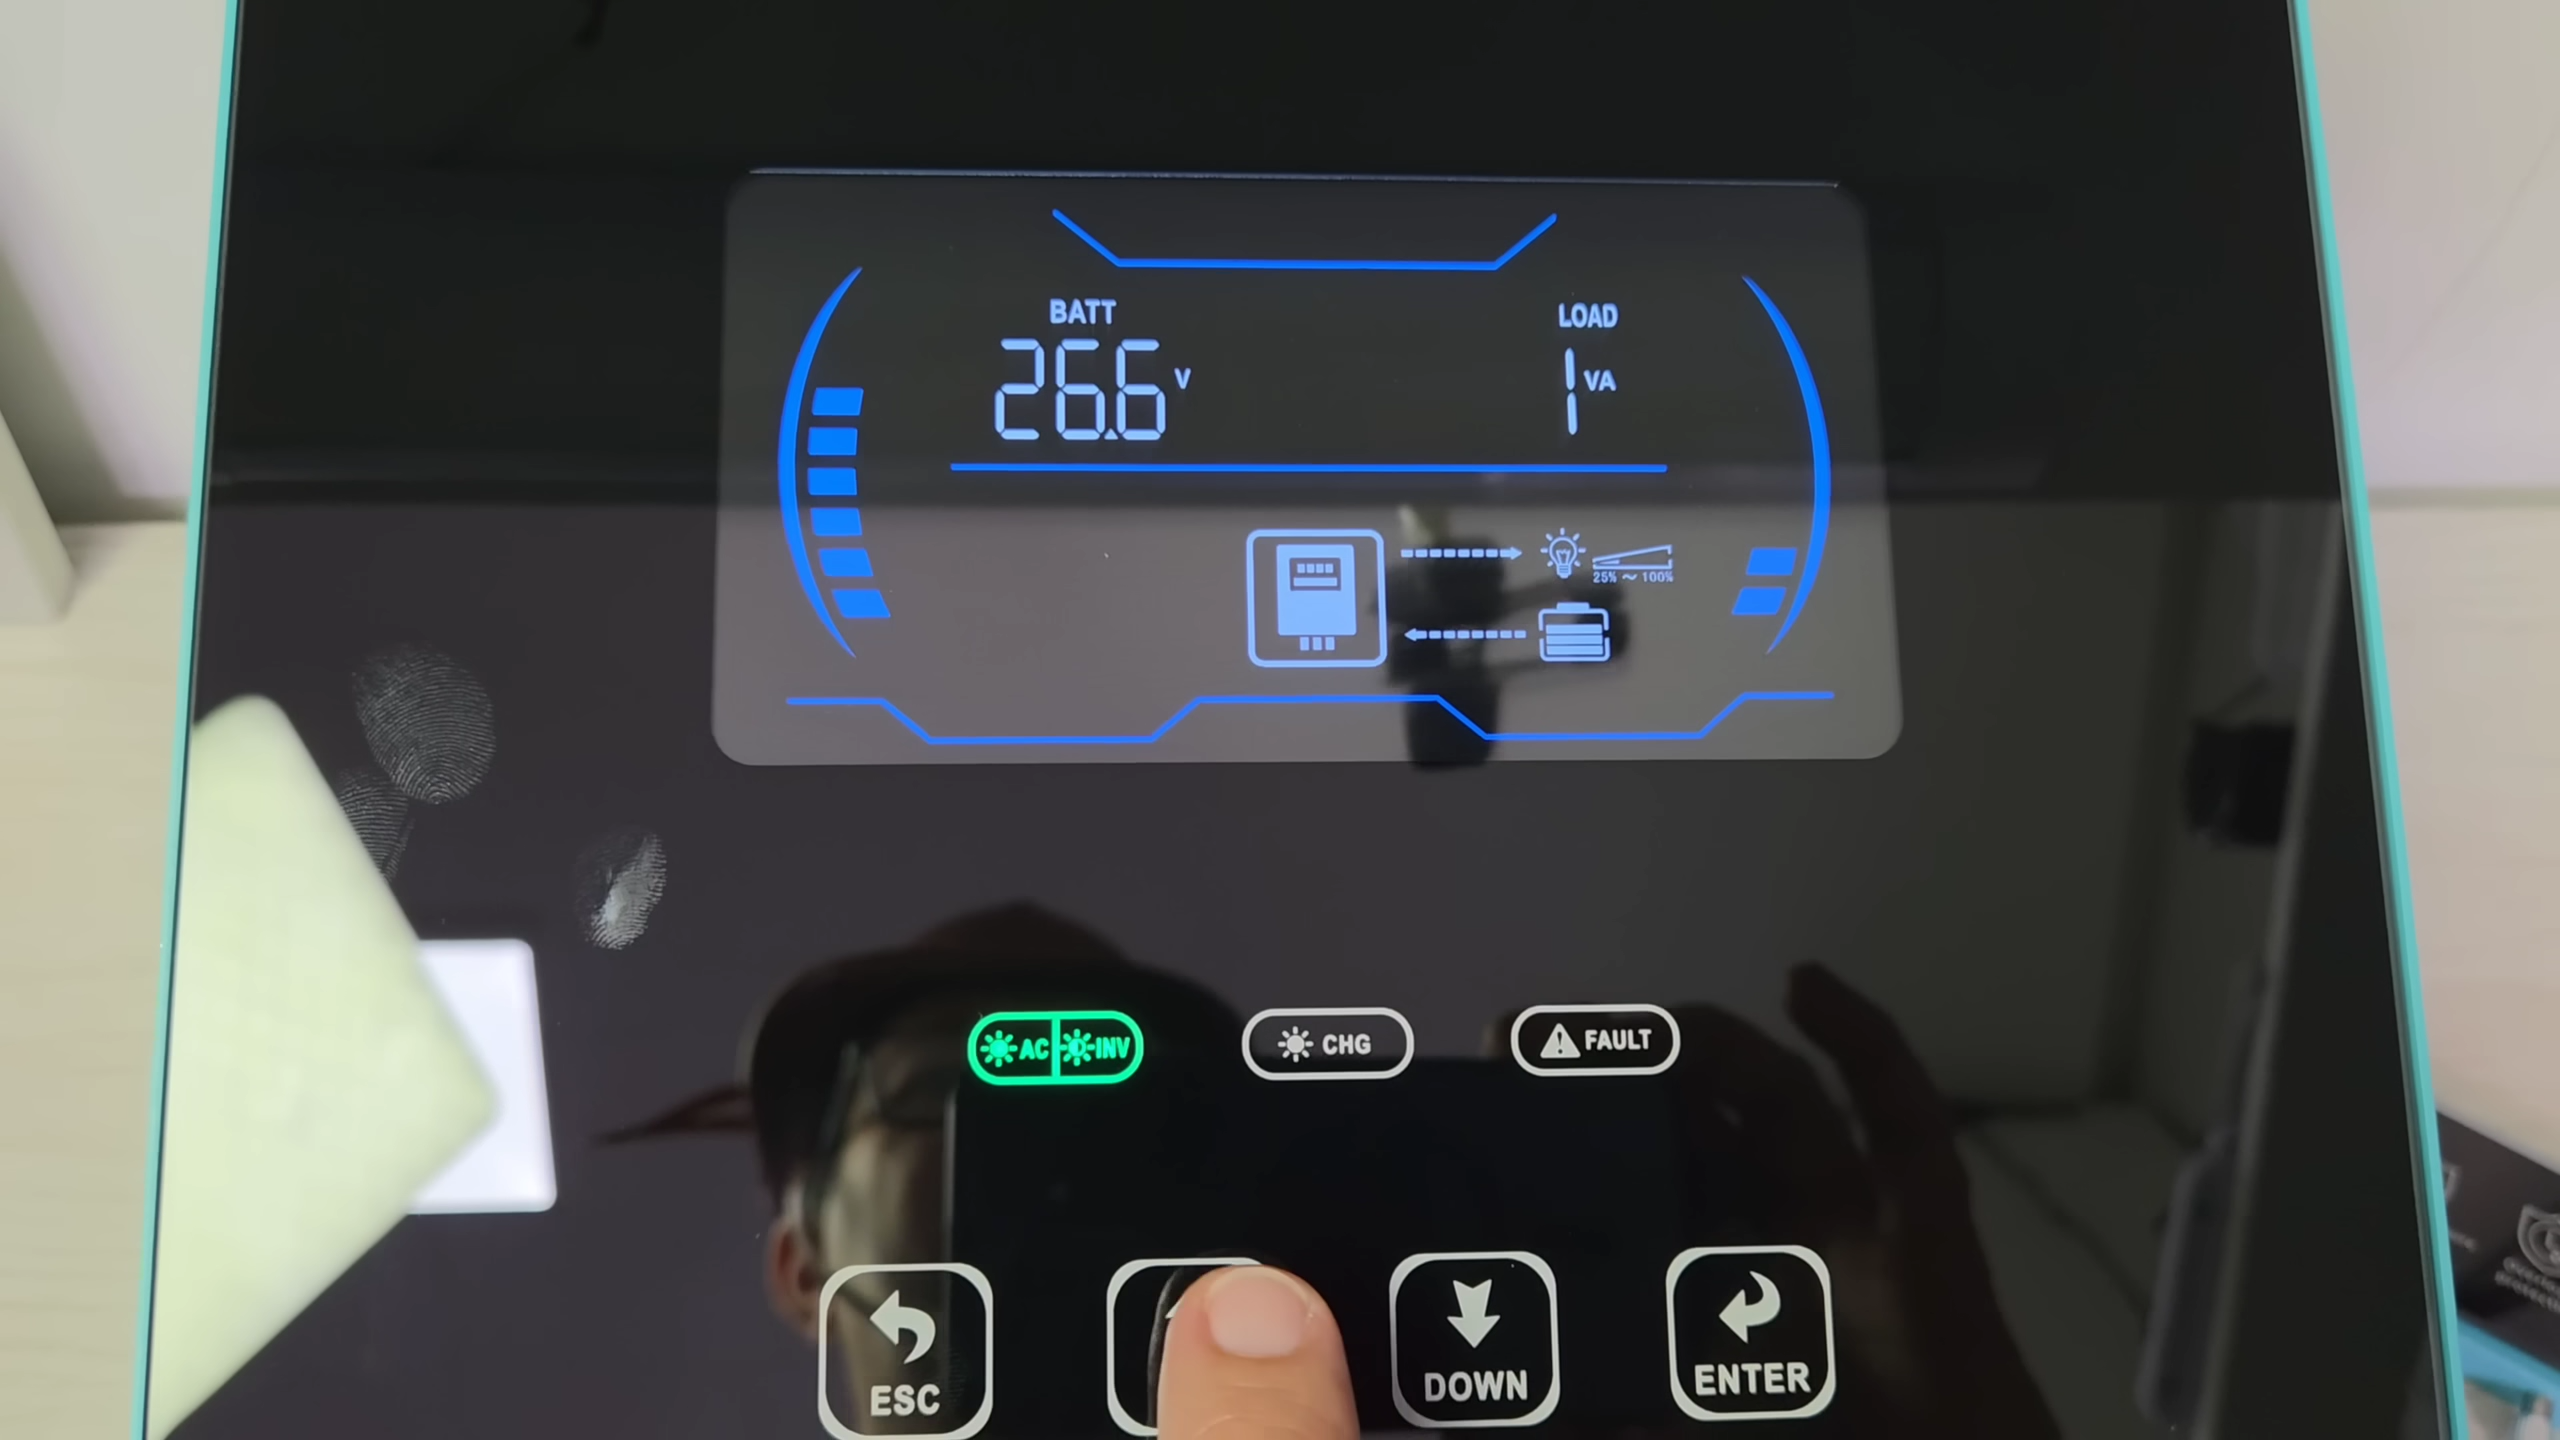 BATT
LOAD
26.6 V
1 VA
25% ~ 100%
AC INV
CHG
FAULT
ESC
DOWN
ENTER